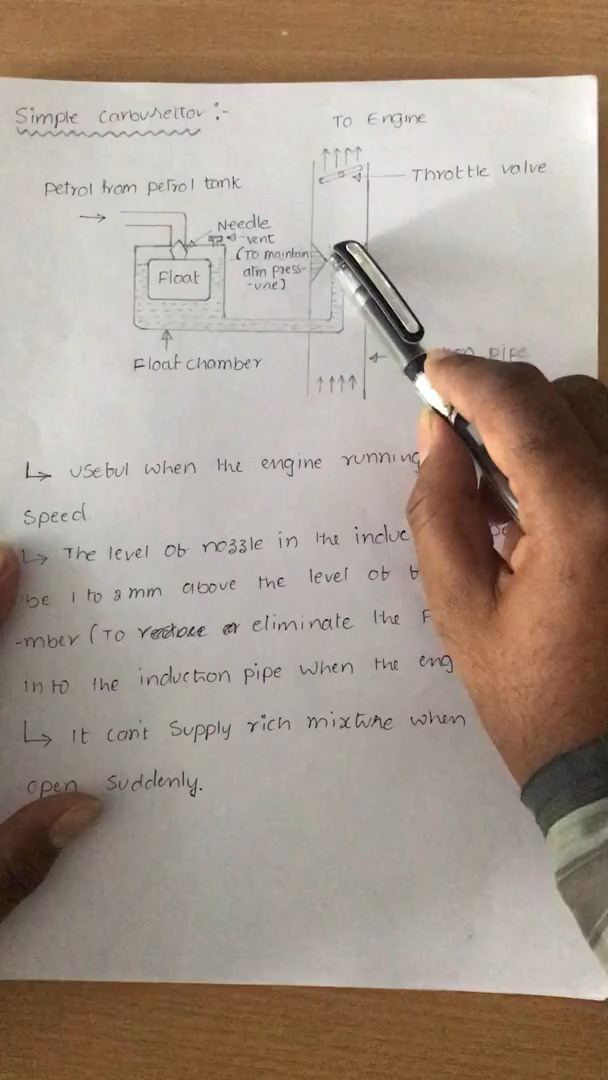 Simple carburettor :-
To Engine
Throttle valve
Petrol from petrol tank
Needle
vent
(To maintain
atm press-
-ure)
Float
Float chamber
pipe
↳ useful when the engine running
speed.
↳ The level of nozzle in the induc
be 1 to 2 mm above the level of
-mber (To or eliminate the
into the induction pipe when the eng
↳ It can't supply rich mixture when
open suddenly.